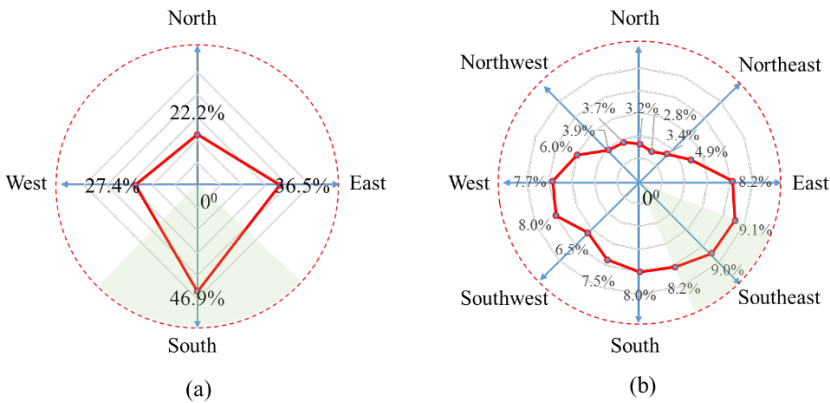 North
22.2%
West
27.4%
36.5%
East
0⁰
46.9%
South
(a)
North
Northwest
Northeast
3.7%
3.2%
2.8%
3.9%
3.4%
6.0%
4.9%
West
7.7%
8.2%
East
0⁰
8.0%
9.1%
6.5%
9.0%
7.5%
8.0%
8.2%
Southwest
Southeast
South
(b)